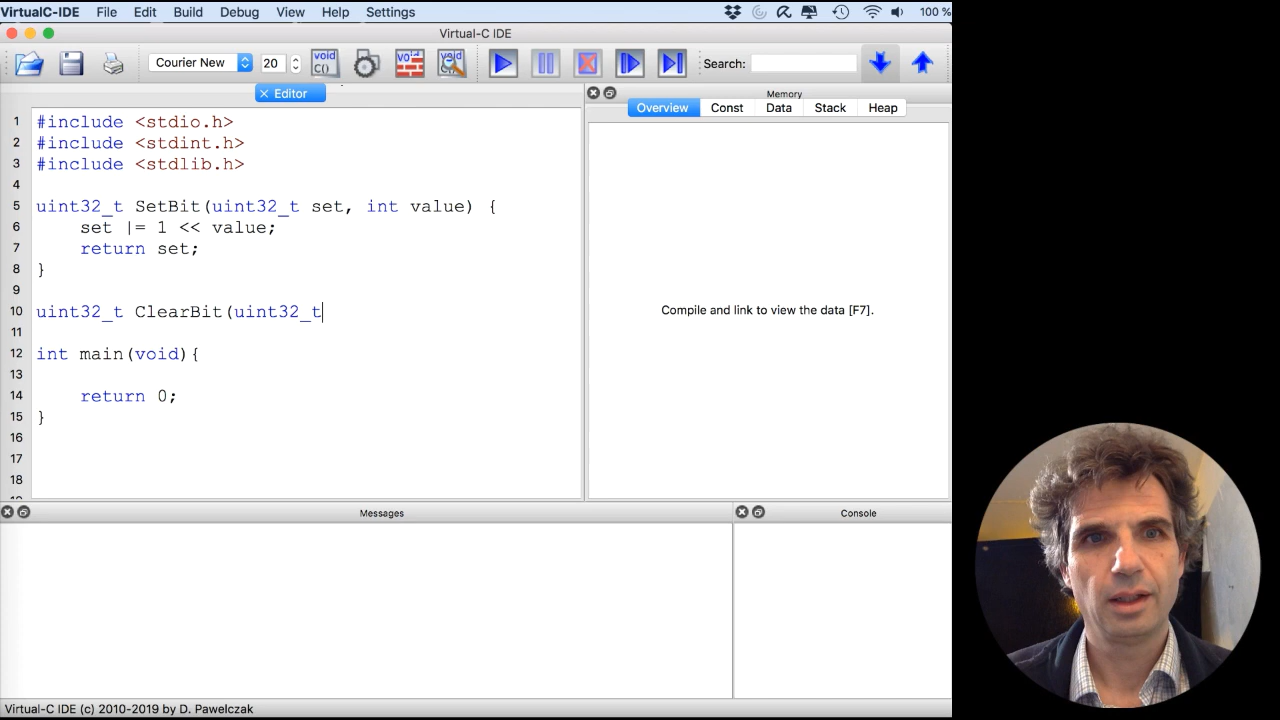 VirtualC-IDE File Edit Build Debug View Help Settings 100 %
Virtual-C IDE
Courier New 20 void C() void void C() Search:
Editor
Memory
Overview Const Data Stack Heap
1 #include <stdio.h>
2 #include <stdint.h>
3 #include <stdlib.h>
4
5 uint32_t SetBit(uint32_t set, int value) {
6 set |= 1 << value;
7 return set;
8 }
9
10 uint32_t ClearBit(uint32_t
11
12 int main(void){
13
14 return 0;
15 }
16
17
18
Compile and link to view the data [F7].
Messages
Console
Virtual-C IDE (c) 2010-2019 by D. Pawelczak